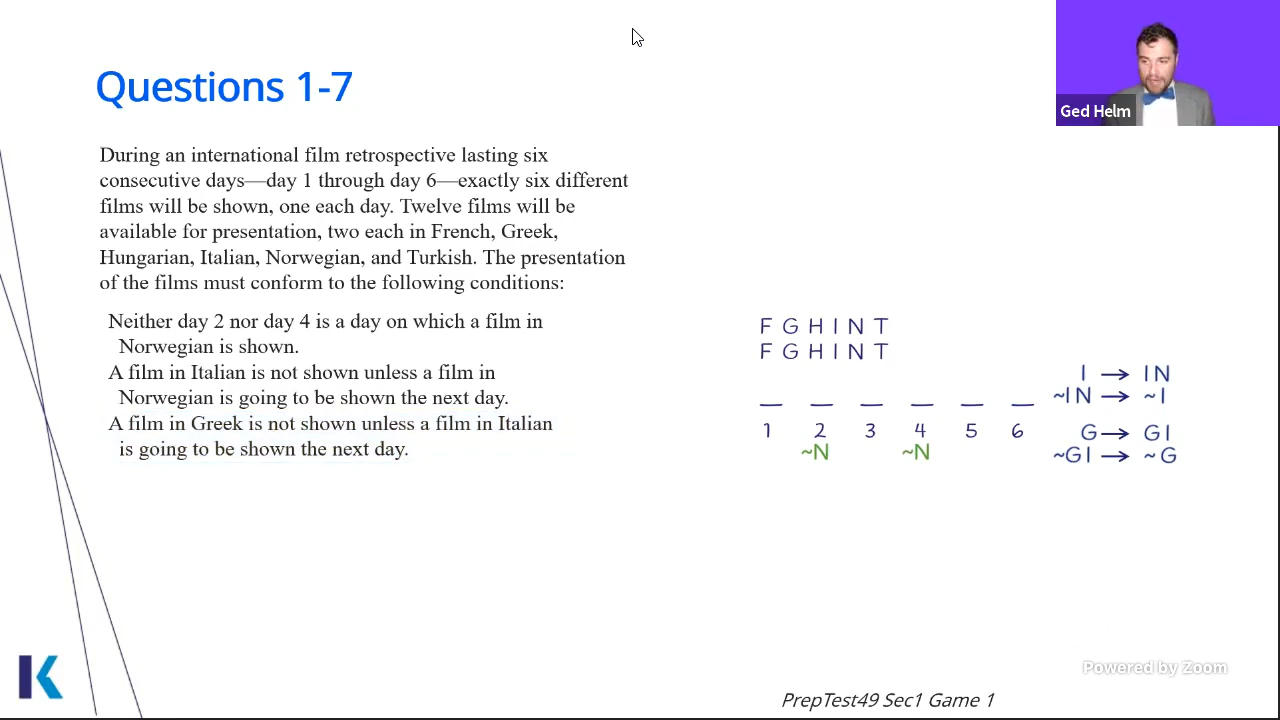 Questions 1-7
Ged Helm
During an international film retrospective lasting six
consecutive days—day 1 through day 6—exactly six different
films will be shown, one each day. Twelve films will be
available for presentation, two each in French, Greek,
Hungarian, Italian, Norwegian, and Turkish. The presentation
of the films must conform to the following conditions:
Neither day 2 nor day 4 is a day on which a film in
Norwegian is shown.
A film in Italian is not shown unless a film in
Norwegian is going to be shown the next day.
A film in Greek is not shown unless a film in Italian
is going to be shown the next day.
F G H I N T
F G H I N T
1 2 3 4 5 6
~N ~N
I → IN
~IN → ~I
G → GI
~GI → ~G
K
Powered by Zoom
PrepTest49 Sec1 Game 1